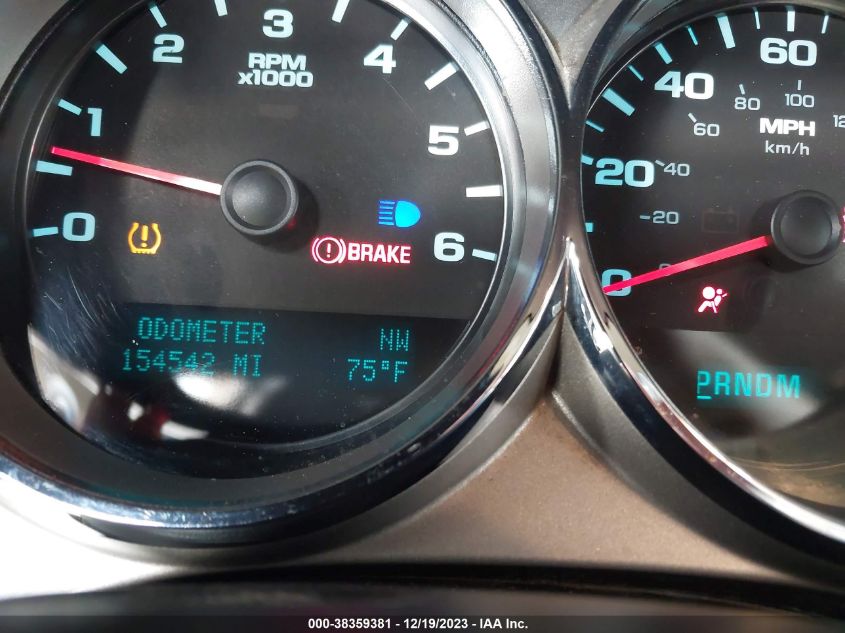 0
1
2
3
4
5
6
RPM
x1000
BRAKE
ODOMETER NW
154542 MI 75°F
0
20
40
60
20
40
60
80
100
MPH
km/h
PRNDM
000-38359381 - 12/19/2023 - IAA Inc.